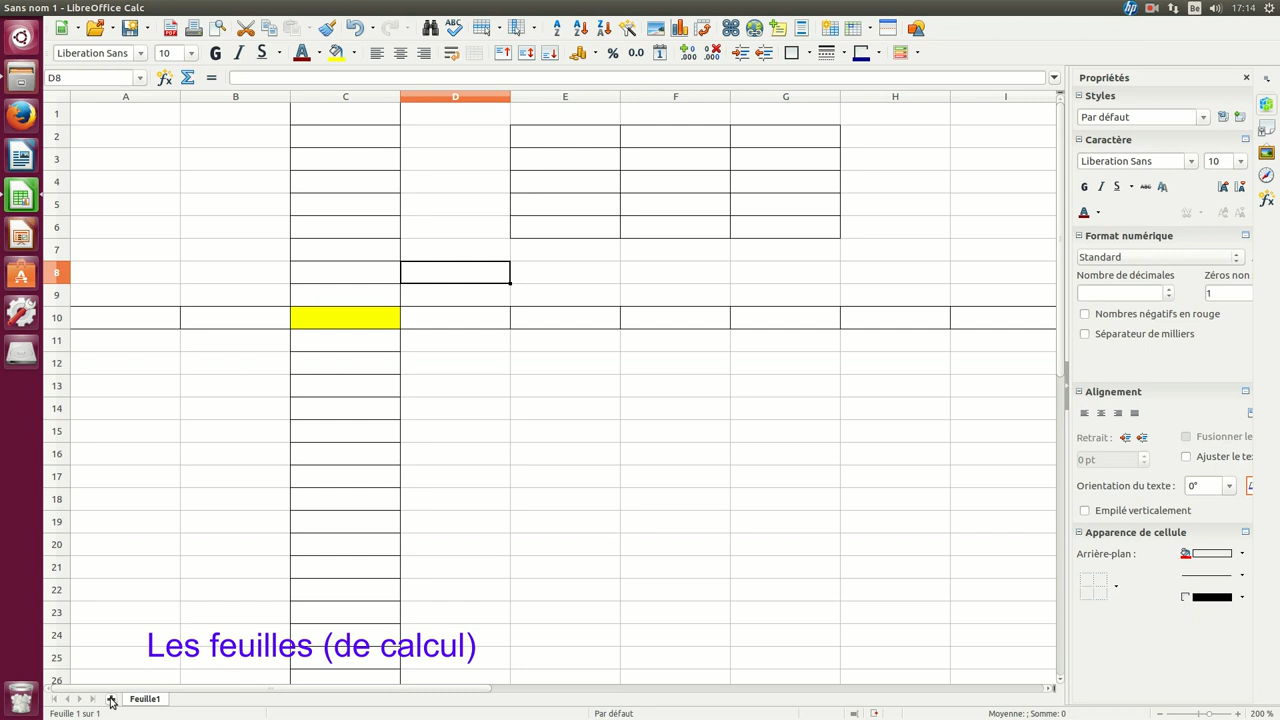 Sans nom 1 - LibreOffice Calc
Be
17:14
Liberation Sans
10
D8
Propriétés
Styles
Par défaut
Caractère
Liberation Sans
10
Format numérique
Standard
Nombre de décimales
Zéros non
1
Nombres négatifs en rouge
Séparateur de milliers
Alignement
Retrait :
Fusionner le
0 pt
Ajuster le te
Orientation du texte :
0°
Empilé verticalement
Apparence de cellule
Arrière-plan :
A B C D E F G H I
1
2
3
4
5
6
7
8
9
10
11
12
13
14
15
16
17
18
19
20
21
22
23
24
25
26
Les feuilles (de calcul)
Feuille1
Feuille 1 sur 1
Par défaut
Moyenne: ; Somme: 0
200 %